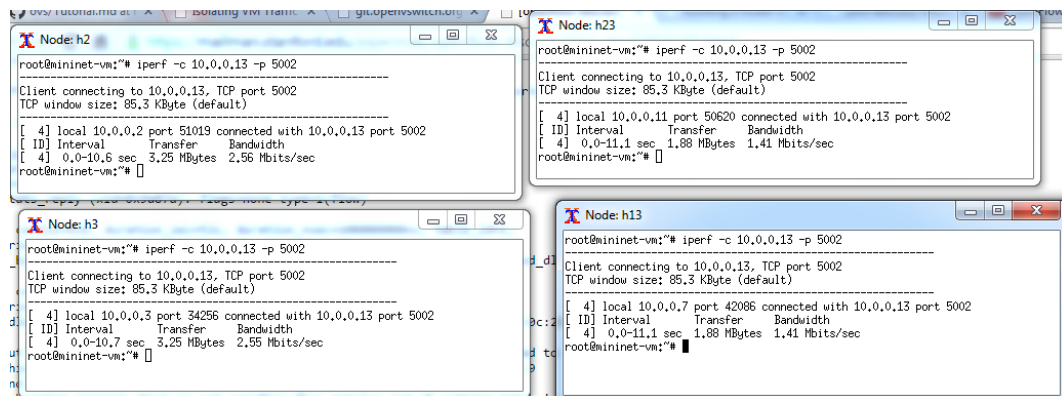 ovs/Tutorial.md at
Isolating VM Traffic
git.openvswitch.org
Node: h2
root@mininet-vm:~# iperf -c 10.0.0.13 -p 5002
------------------------------------------------------------
Client connecting to 10.0.0.13, TCP port 5002
TCP window size: 85.3 KByte (default)
------------------------------------------------------------
[  4] local 10.0.0.2 port 51019 connected with 10.0.0.13 port 5002
[ ID] Interval       Transfer     Bandwidth
[  4]  0.0-10.6 sec  3.25 MBytes  2.56 Mbits/sec
root@mininet-vm:~#
Node: h23
root@mininet-vm:~# iperf -c 10.0.0.13 -p 5002
------------------------------------------------------------
Client connecting to 10.0.0.13, TCP port 5002
TCP window size: 85.3 KByte (default)
------------------------------------------------------------
[  4] local 10.0.0.11 port 50620 connected with 10.0.0.13 port 5002
[ ID] Interval       Transfer     Bandwidth
[  4]  0.0-11.1 sec  1.88 MBytes  1.41 Mbits/sec
root@mininet-vm:~#
Node: h3
root@mininet-vm:~# iperf -c 10.0.0.13 -p 5002
------------------------------------------------------------
Client connecting to 10.0.0.13, TCP port 5002
TCP window size: 85.3 KByte (default)
------------------------------------------------------------
[  4] local 10.0.0.3 port 34256 connected with 10.0.0.13 port 5002
[ ID] Interval       Transfer     Bandwidth
[  4]  0.0-10.7 sec  3.25 MBytes  2.55 Mbits/sec
root@mininet-vm:~#
Node: h13
root@mininet-vm:~# iperf -c 10.0.0.13 -p 5002
------------------------------------------------------------
Client connecting to 10.0.0.13, TCP port 5002
TCP window size: 85.3 KByte (default)
------------------------------------------------------------
[  4] local 10.0.0.7 port 42086 connected with 10.0.0.13 port 5002
[ ID] Interval       Transfer     Bandwidth
[  4]  0.0-11.1 sec  1.88 MBytes  1.41 Mbits/sec
root@mininet-vm:~#